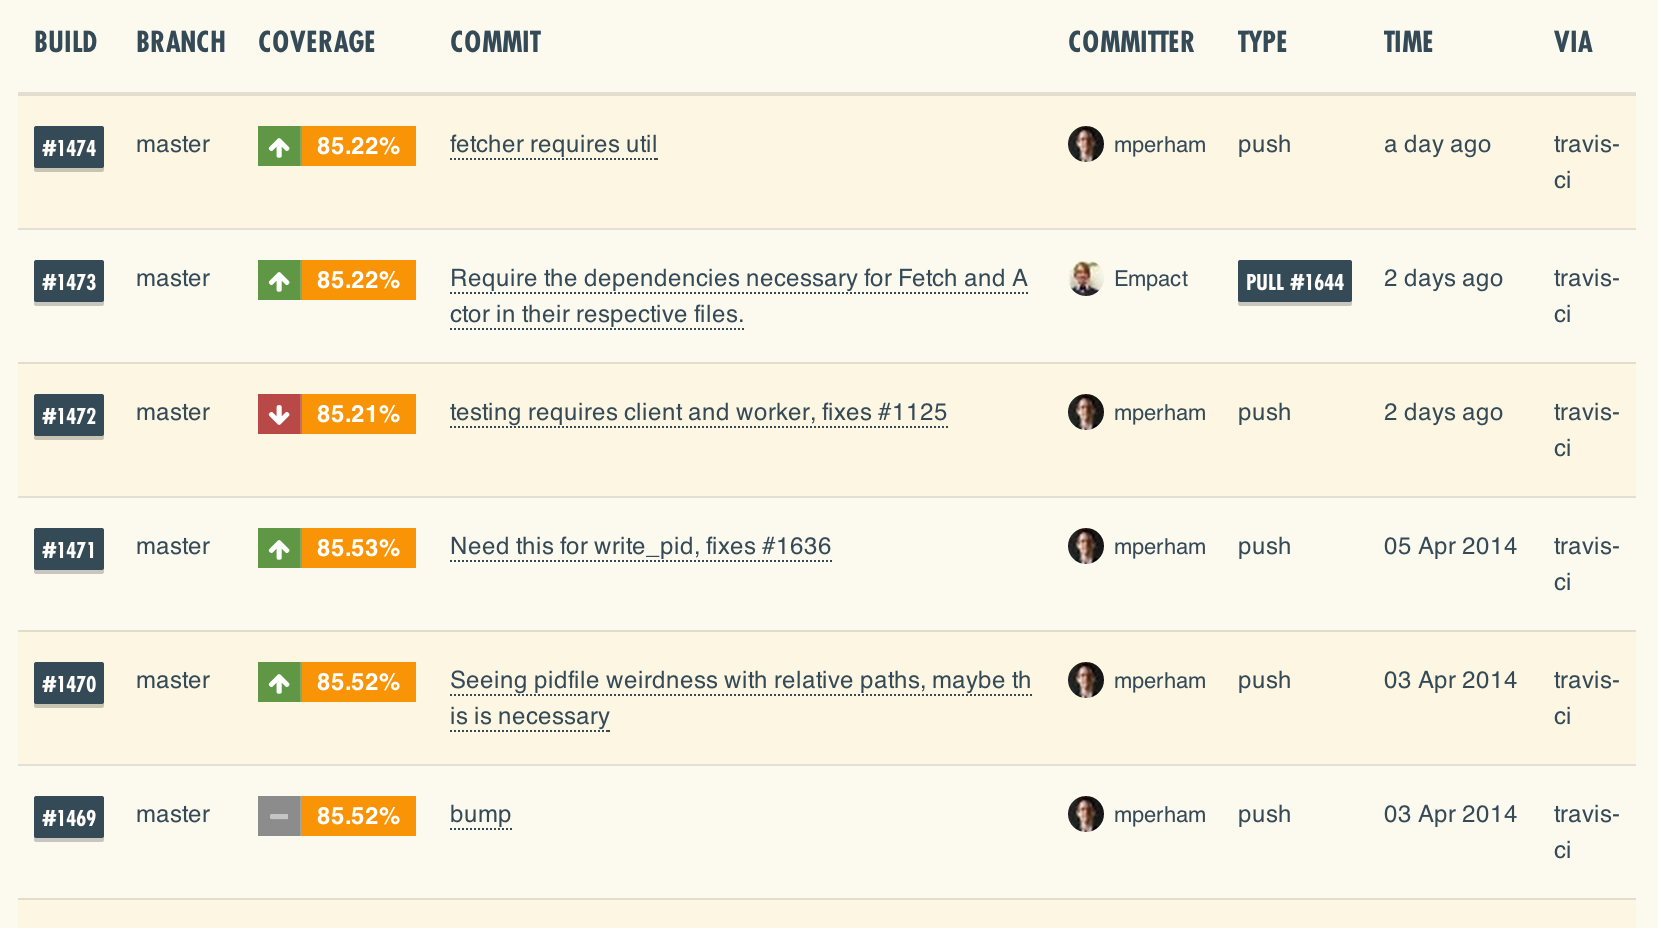 BUILD BRANCH COVERAGE COMMIT COMMITTER TYPE TIME VIA
#1474 master 85.22% fetcher requires util mperham push a day ago travis-
ci
#1473 master 85.22% Require the dependencies necessary for Fetch and A Empact PULL #1644 2 days ago travis-
ctor in their respective files. ci
#1472 master 85.21% testing requires client and worker, fixes #1125 mperham push 2 days ago travis-
ci
#1471 master 85.53% Need this for write_pid, fixes #1636 mperham push 05 Apr 2014 travis-
ci
#1470 master 85.52% Seeing pidfile weirdness with relative paths, maybe th mperham push 03 Apr 2014 travis-
is is necessary ci
#1469 master 85.52% bump mperham push 03 Apr 2014 travis-
ci